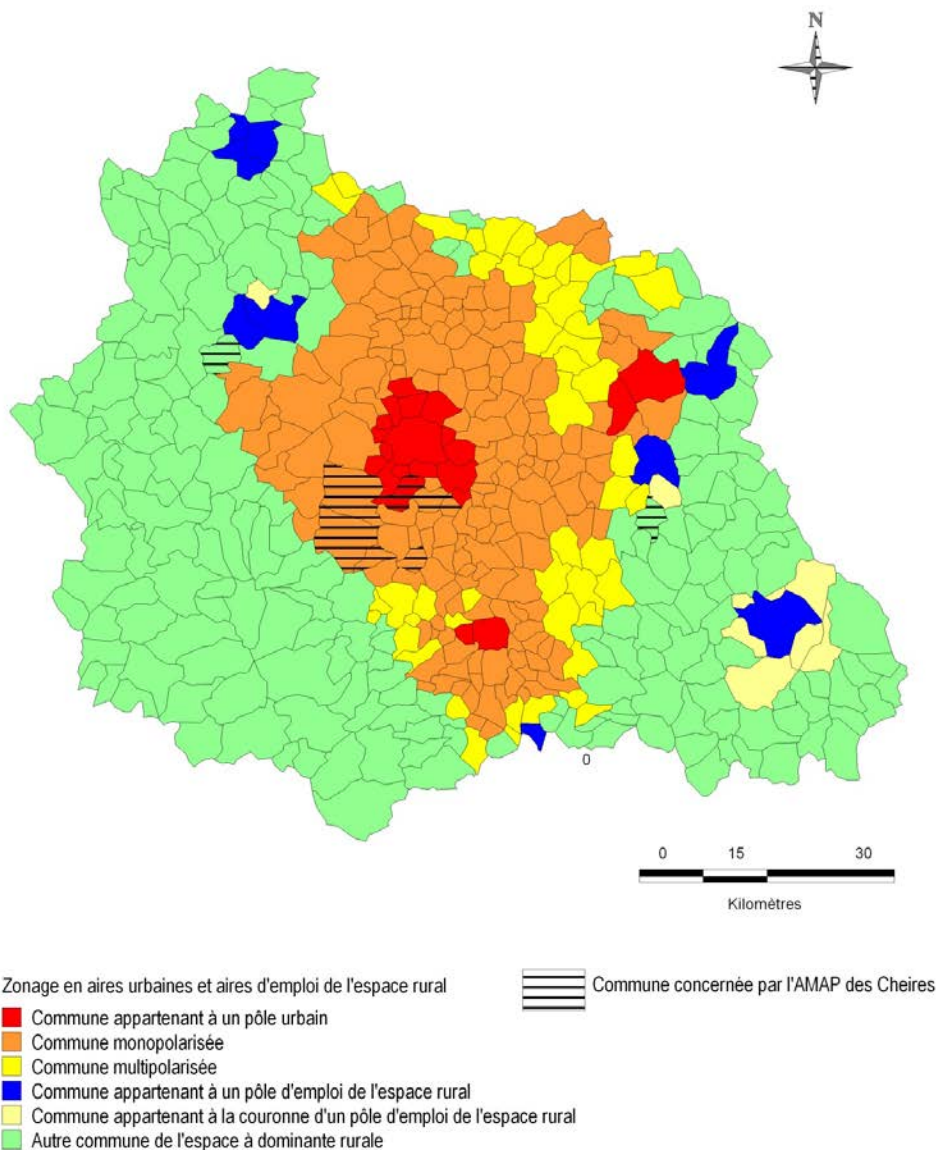 N
0
0 15 30
Kilomètres
Zonage en aires urbaines et aires d'emploi de l'espace rural
Commune concernée par l'AMAP des Cheires
Commune appartenant à un pôle urbain
Commune monopolarisée
Commune multipolarisée
Commune appartenant à un pôle d'emploi de l'espace rural
Commune appartenant à la couronne d'un pôle d'emploi de l'espace rural
Autre commune de l'espace à dominante rurale